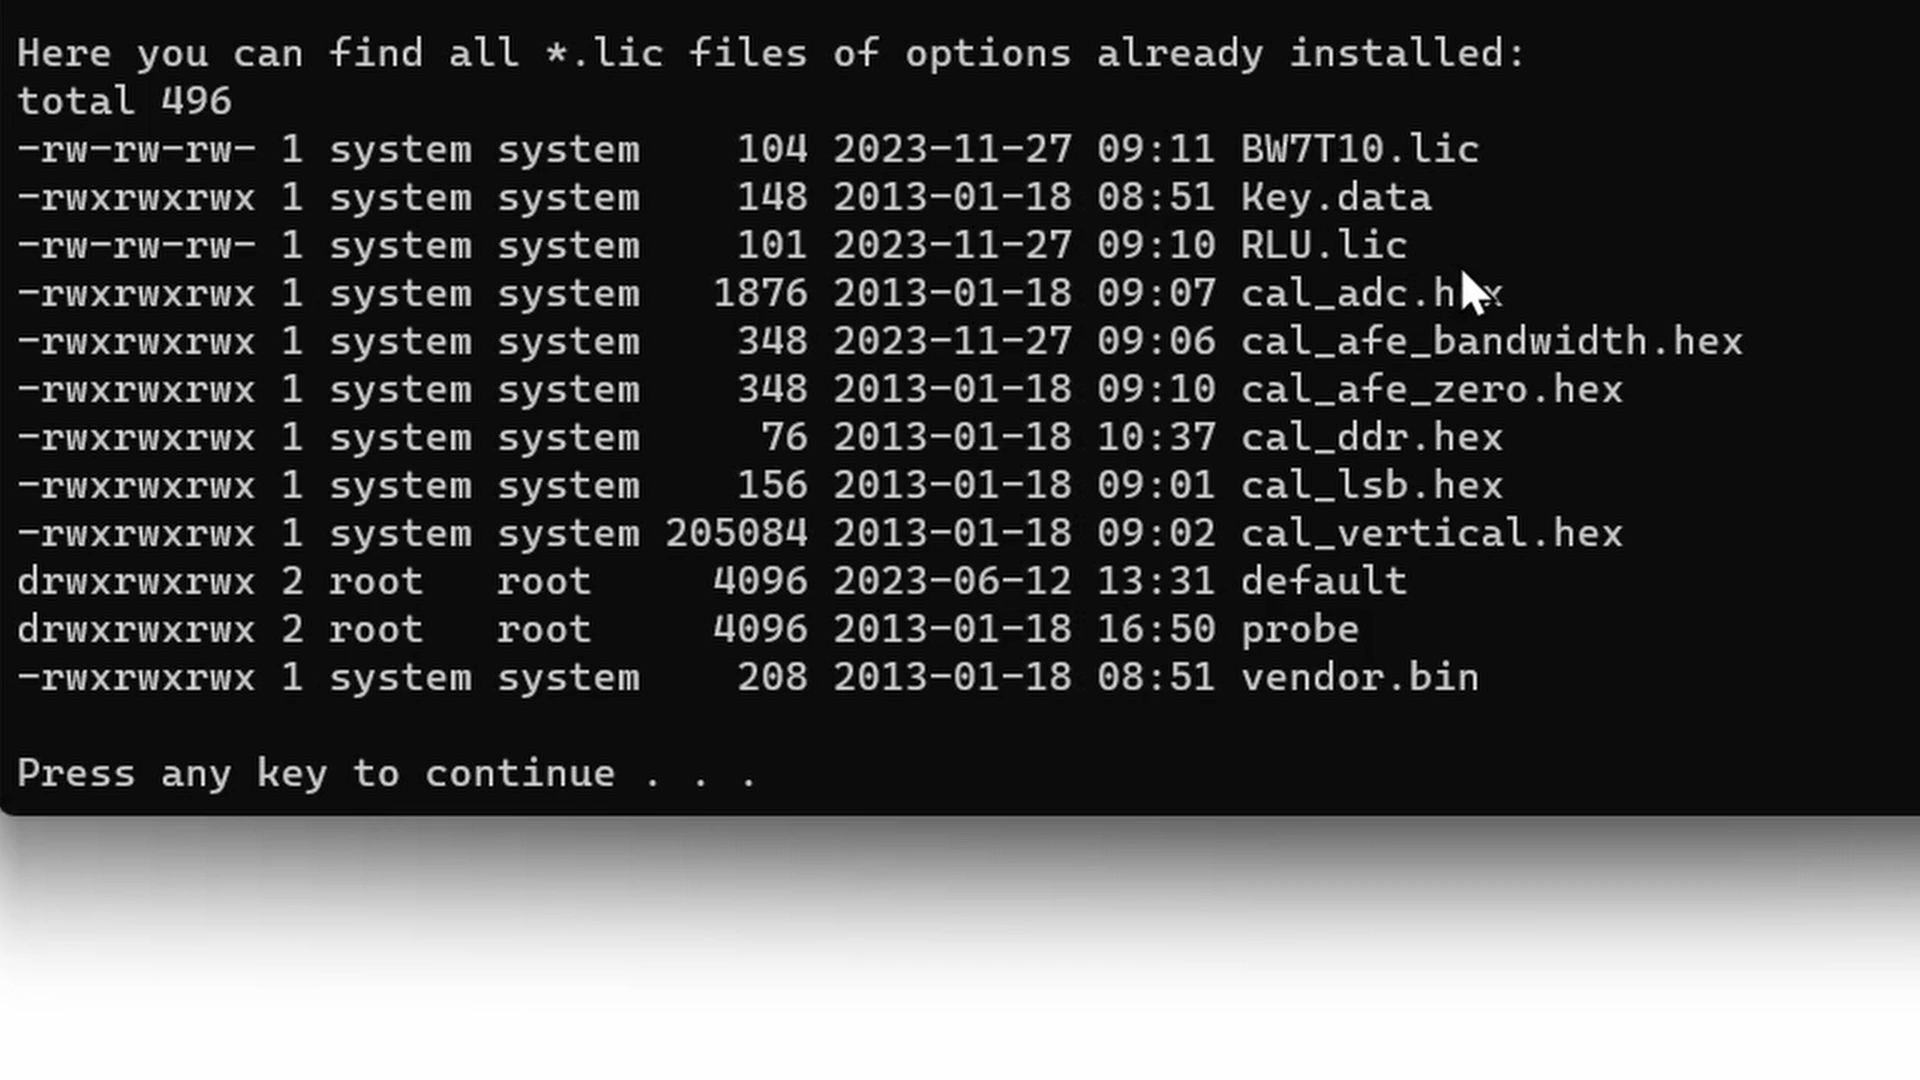 Here you can find all *.lic files of options already installed:
total 496
-rw-rw-rw- 1 system system    104 2023-11-27 09:11 BW7T10.lic
-rwxrwxrwx 1 system system    148 2013-01-18 08:51 Key.data
-rw-rw-rw- 1 system system    101 2023-11-27 09:10 RLU.lic
-rwxrwxrwx 1 system system   1876 2013-01-18 09:07 cal_adc.hex
-rwxrwxrwx 1 system system    348 2023-11-27 09:06 cal_afe_bandwidth.hex
-rwxrwxrwx 1 system system    348 2013-01-18 09:10 cal_afe_zero.hex
-rwxrwxrwx 1 system system     76 2013-01-18 10:37 cal_ddr.hex
-rwxrwxrwx 1 system system    156 2013-01-18 09:01 cal_lsb.hex
-rwxrwxrwx 1 system system 205084 2013-01-18 09:02 cal_vertical.hex
drwxrwxrwx 2 root   root     4096 2023-06-12 13:31 default
drwxrwxrwx 2 root   root     4096 2013-01-18 16:50 probe
-rwxrwxrwx 1 system system    208 2013-01-18 08:51 vendor.bin
Press any key to continue . . .